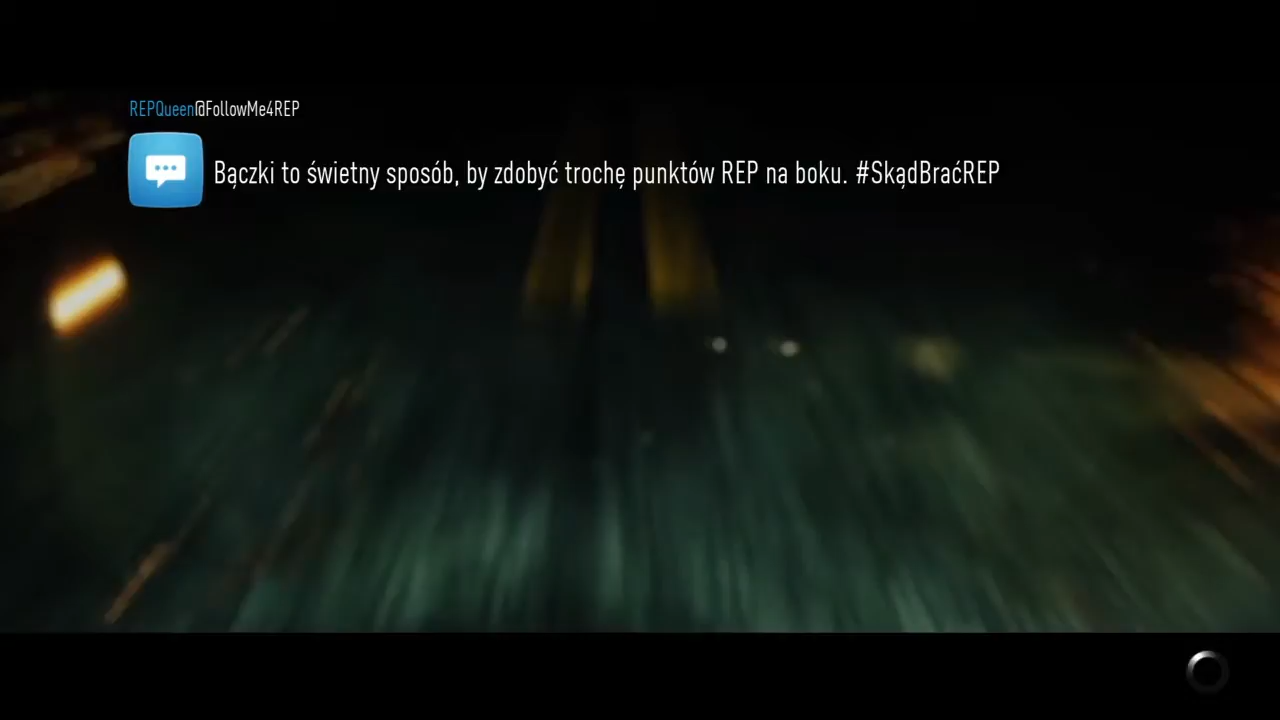 REPQueen@FollowMe4REP
Bączki to świetny sposób, by zdobyć trochę punktów REP na boku. #SkądBraćREP